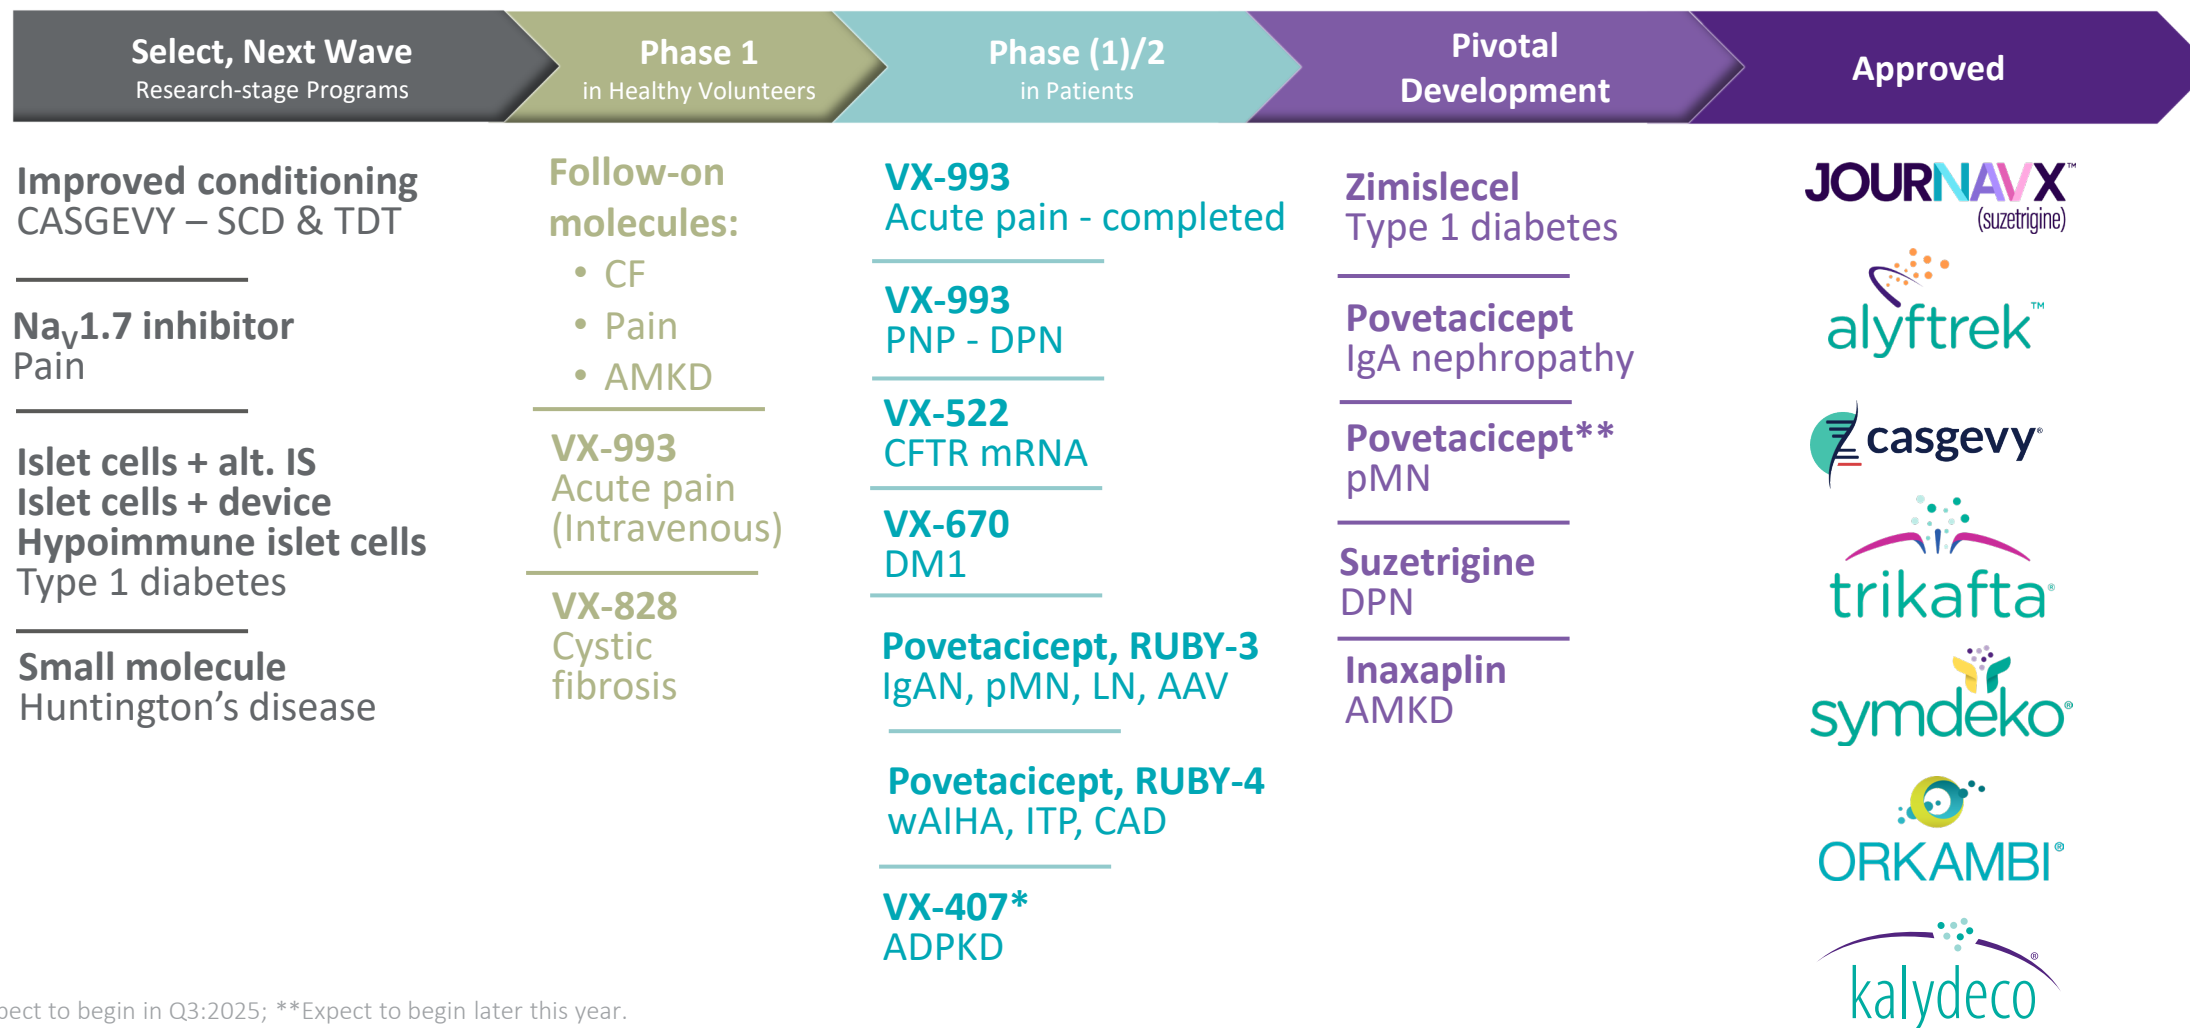 Select, Next Wave
Research-stage Programs
Phase 1
in Healthy Volunteers
Phase (1)/2
in Patients
Pivotal
Development
Approved
Improved conditioning
CASGEVY – SCD & TDT
NaV1.7 inhibitor
Pain
Islet cells + alt. IS
Islet cells + device
Hypoimmune islet cells
Type 1 diabetes
Small molecule
Huntington's disease
Follow-on
molecules:
• CF
• Pain
• AMKD
VX-993
Acute pain
(Intravenous)
VX-828
Cystic
fibrosis
VX-993
Acute pain - completed
VX-993
PNP - DPN
VX-522
CFTR mRNA
VX-670
DM1
Povetacicept, RUBY-3
IgAN, pMN, LN, AAV
Povetacicept, RUBY-4
wAIHA, ITP, CAD
VX-407*
ADPKD
Zimislecel
Type 1 diabetes
Povetacicept
IgA nephropathy
Povetacicept**
pMN
Suzetrigine
DPN
Inaxaplin
AMKD
JOURNAVX™
(suzetrigine)
alyftrek™
casgevy®
trikafta®
symdeko®
ORKAMBI®
kalydeco®
to begin in Q3:2025; **Expect to begin later this year.